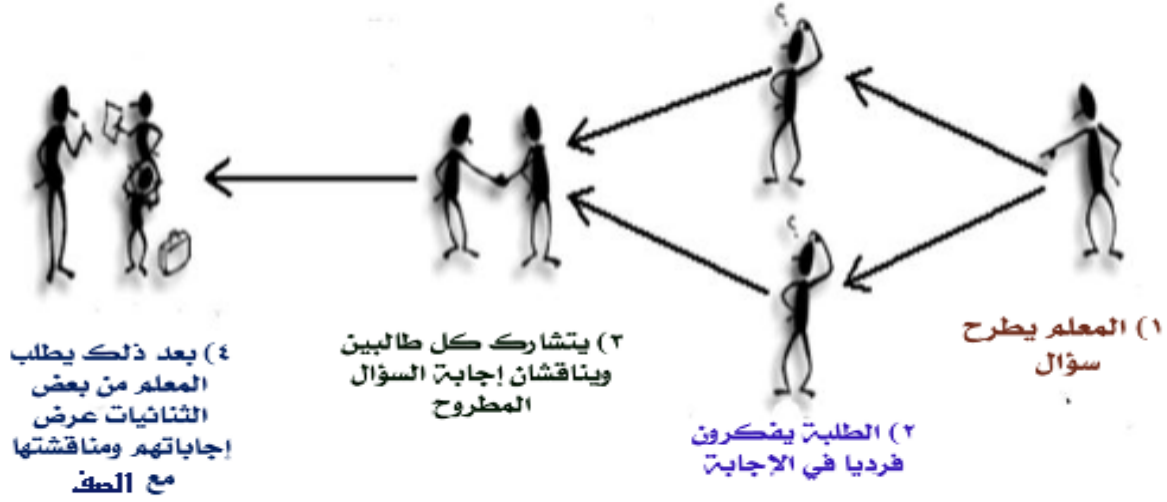 ١) المعلم يطرح
سؤال
٢) الطلبة يفكرون
فرديا في الإجابة
٣) يتشارك كل طالبين
ويناقشان إجابة السؤال
المطروح
٤) بعد ذلك يطلب
المعلم من بعض
الثنائيات عرض
إجاباتهم ومناقشتها
مع الصف
؟
؟